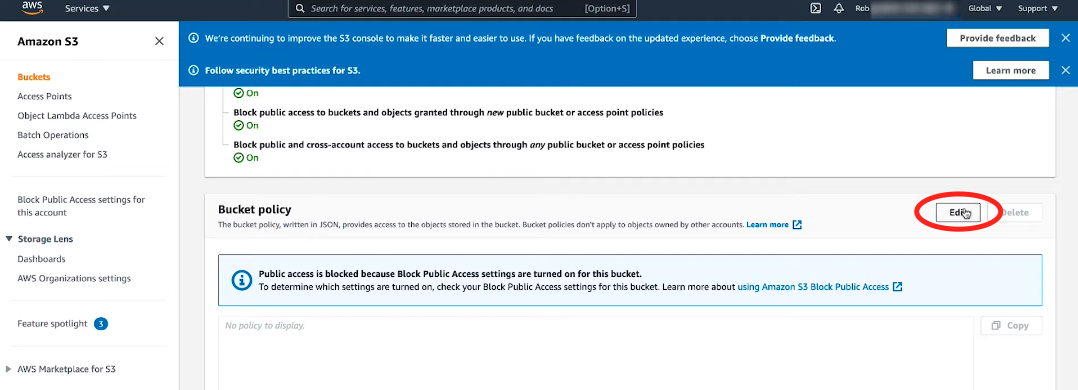 aws
Services
Search for services, features, marketplace products, and docs
[Option+S]
Rob
Global
Support
Amazon S3
We're continuing to improve the S3 console to make it faster and easier to use. If you have feedback on the updated experience, choose Provide feedback.
Provide feedback
Follow security best practices for S3.
Learn more
Buckets
Access Points
Object Lambda Access Points
Batch Operations
Access analyzer for S3
Block Public Access settings for
this account
Storage Lens
Dashboards
AWS Organizations settings
Feature spotlight 3
AWS Marketplace for S3
On
Block public access to buckets and objects granted through new public bucket or access point policies
On
Block public and cross-account access to buckets and objects through any public bucket or access point policies
On
Bucket policy
Edit
Delete
The bucket policy, written in JSON, provides access to the objects stored in the bucket. Bucket policies don't apply to objects owned by other accounts. Learn more
Public access is blocked because Block Public Access settings are turned on for this bucket.
To determine which settings are turned on, check your Block Public Access settings for this bucket. Learn more about using Amazon S3 Block Public Access
No policy to display.
Copy